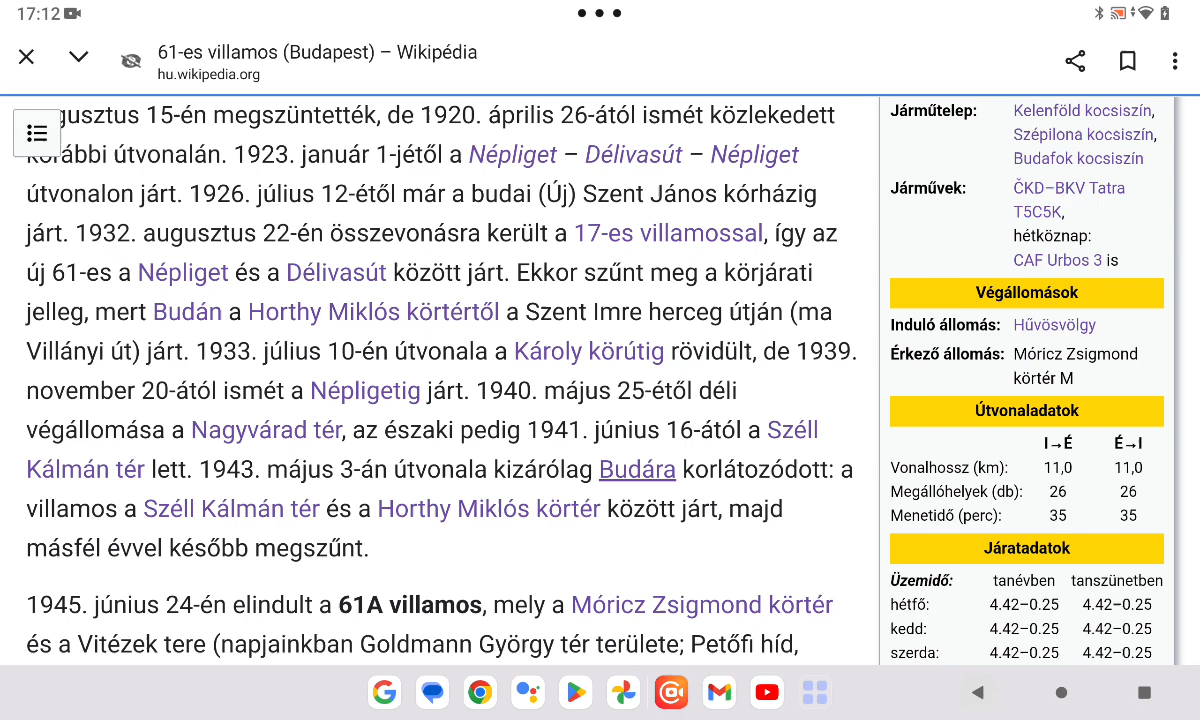 17:12
61-es villamos (Budapest) – Wikipédia
hu.wikipedia.org
15-én megszüntették, de 1920. április 26-ától ismét közlekedett
korábbi útvonalán. 1923. január 1-jétől a Népliget – Délivasút – Népliget
útvonalon járt. 1926. július 12-étől már a budai (Új) Szent János kórházig
járt. 1932. augusztus 22-én összevonásra került a 17-es villamossal, így az
új 61-es a Népliget és a Délivasút között járt. Ekkor szűnt meg a körjárati
jelleg, mert Budán a Horthy Miklós körtértől a Szent Imre herceg útján (ma
Villányi út) járt. 1933. július 10-én útvonala a Károly körútig rövidült, de 1939.
november 20-ától ismét a Népligetig járt. 1940. május 25-étől déli
végállomása a Nagyvárad tér, az északi pedig 1941. június 16-ától a Széll
Kálmán tér lett. 1943. május 3-án útvonala kizárólag Budára korlátozódott: a
villamos a Széll Kálmán tér és a Horthy Miklós körtér között járt, majd
másfél évvel később megszűnt.
1945. június 24-én elindult a 61A villamos, mely a Móricz Zsigmond körtér
és a Vitézek tere (napjainkban Goldmann György tér területe; Petőfi híd,
Járműtelep: Kelenföld kocsiszín,
Szépilona kocsiszín,
Budafok kocsiszín
Járművek: ČKD–BKV Tatra
T5C5K,
hétköznap:
CAF Urbos 3 is
Végállomások
Induló állomás: Hűvösvölgy
Érkező állomás: Móricz Zsigmond
körtér M
Útvonaladatok
I→É É→I
Vonalhossz (km): 11,0 11,0
Megállóhelyek (db): 26 26
Menetidő (perc): 35 35
Járatadatok
Üzemidő: tanévben tanszünetben
hétfő: 4.42–0.25 4.42–0.25
kedd: 4.42–0.25 4.42–0.25
szerda: 4.42–0.25 4.42–0.25